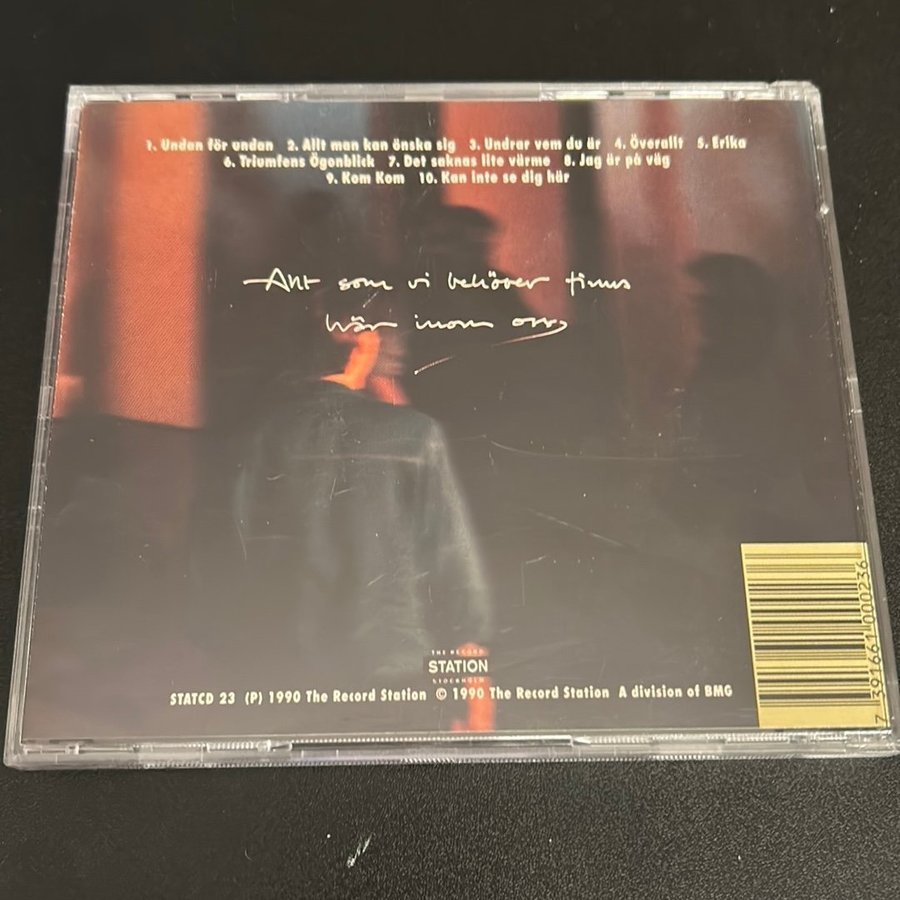 1. Undan för undan 2. Allt man kan önska sig 3. Undrar vem du är 4. Överallt 5. Erika
6. Triumfens Ögonblick 7. Det saknas lite värme 8. Jag är på väg
9. Kom Kom 10. Kan inte se dig här
Allt som vi behöver finns
här inom oss
THE RECORD
STATION
STOCKHOLM
STATCD 23 (P) 1990 The Record Station © 1990 The Record Station A division of BMG
7 391661 000236